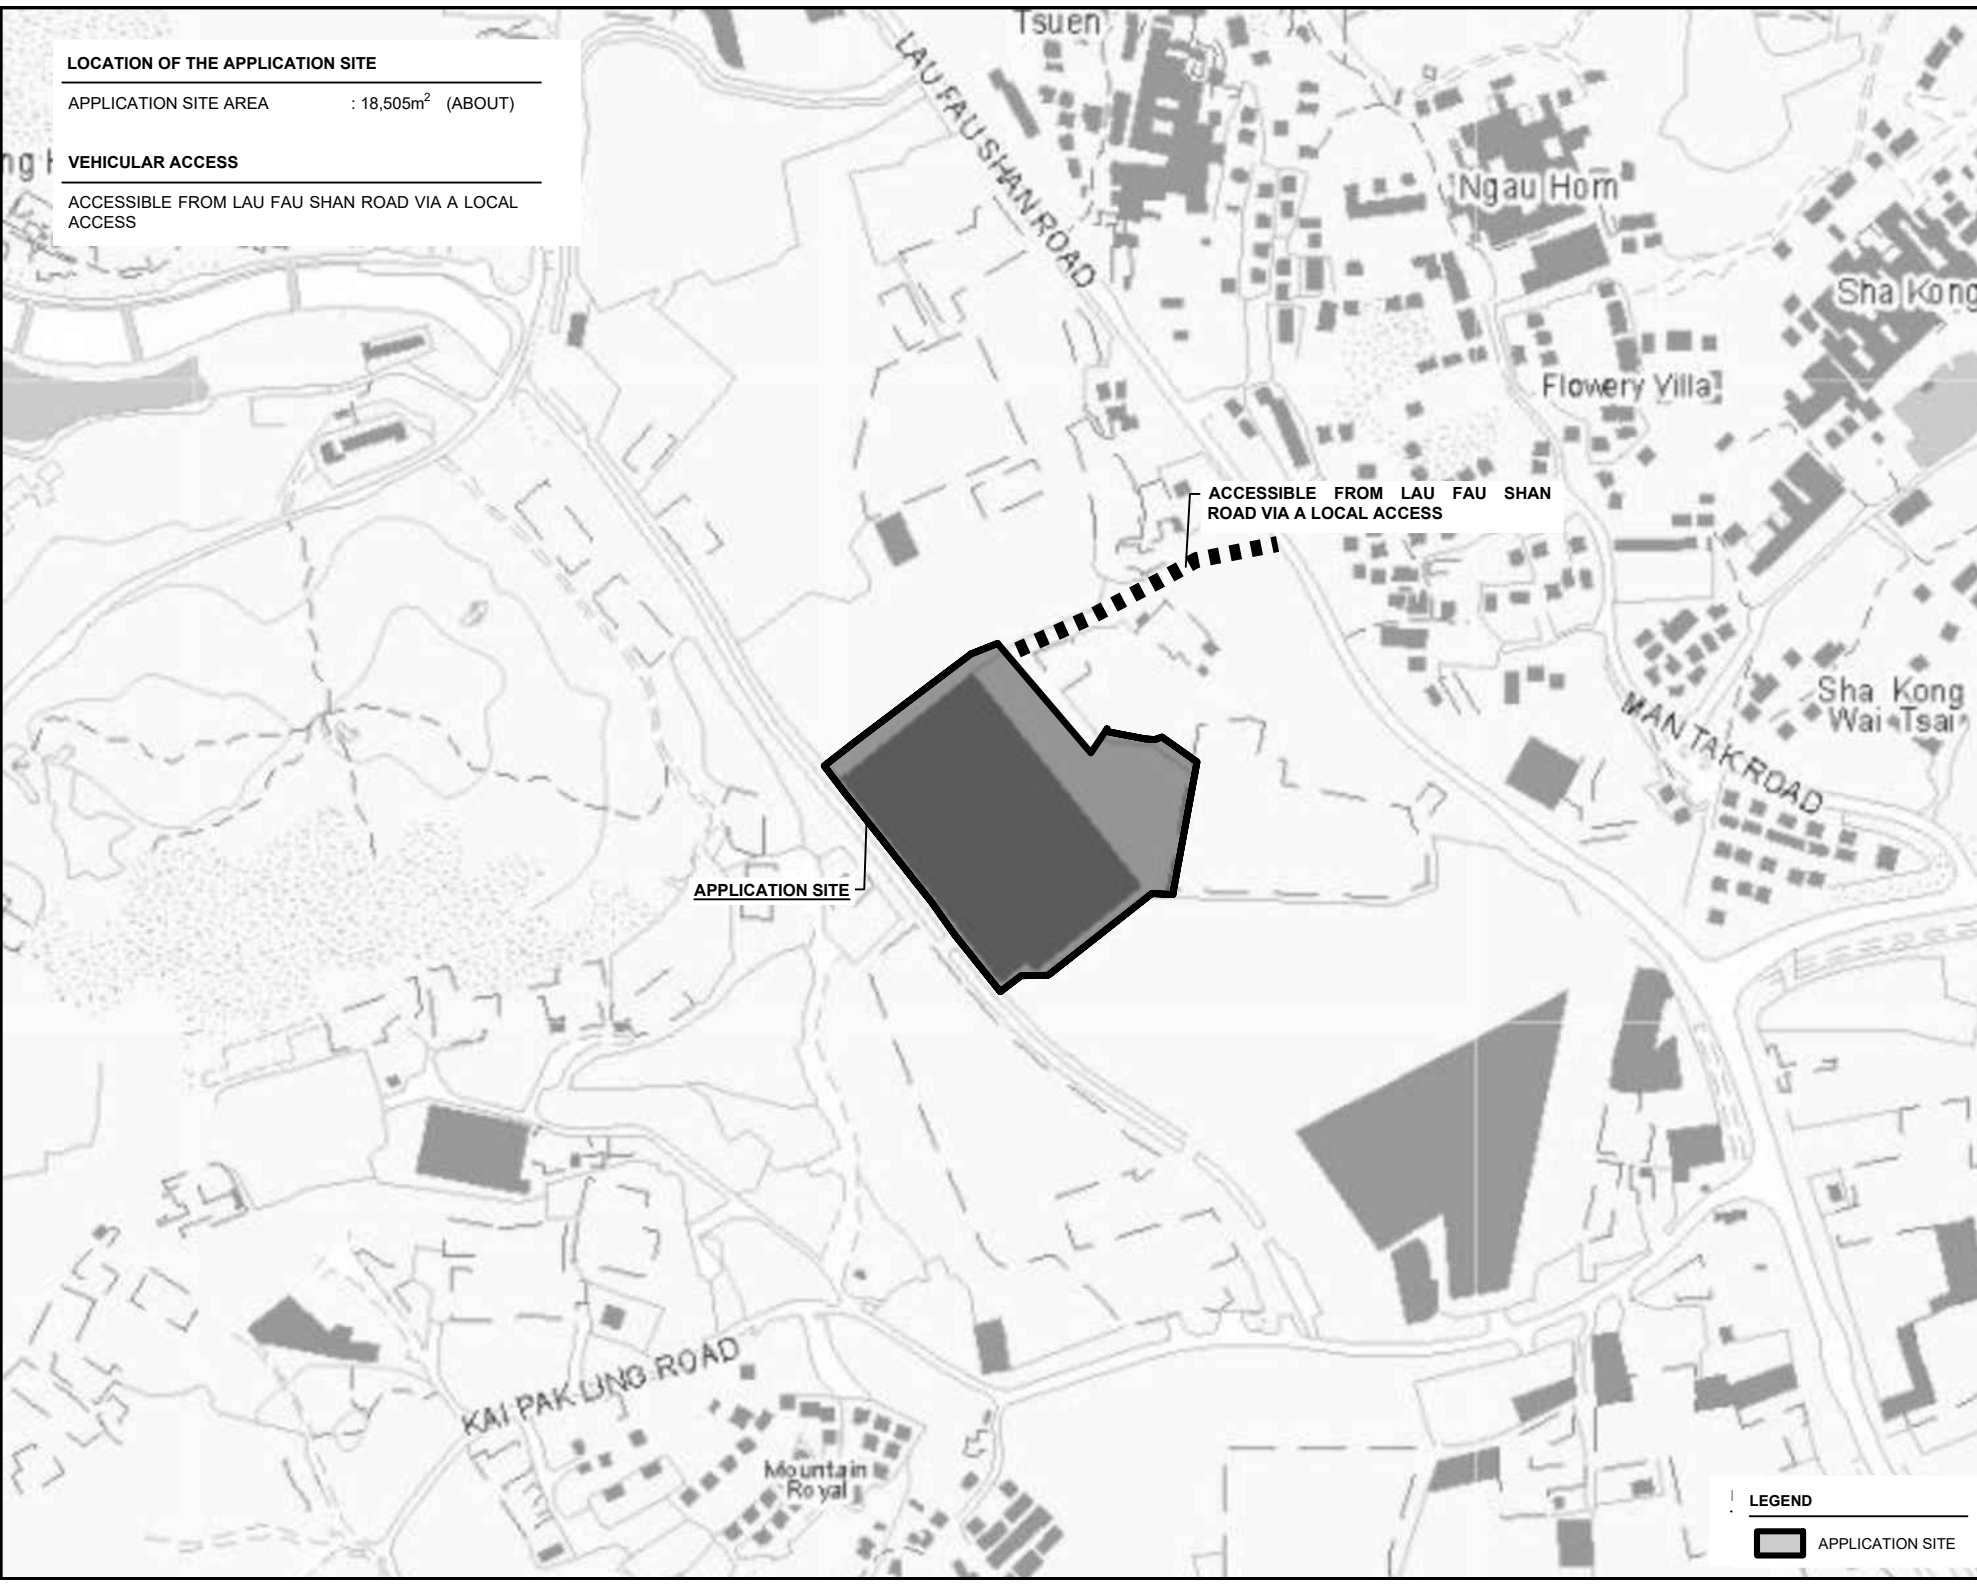 LOCATION OF THE APPLICATION SITE
APPLICATION SITE AREA : 18,505m² (ABOUT)
VEHICULAR ACCESS
ACCESSIBLE FROM LAU FAU SHAN ROAD VIA A LOCAL
ACCESS
Tsuen
LAU FAU SHAN ROAD
Ngau Horn
Sha Kong
Flowery Villa
ACCESSIBLE FROM LAU FAU SHAN
ROAD VIA A LOCAL ACCESS
Sha Kong
Wai Tsai
MAN TAK ROAD
APPLICATION SITE
KAI PAK LING ROAD
Mountain
Royal
LEGEND
APPLICATION SITE